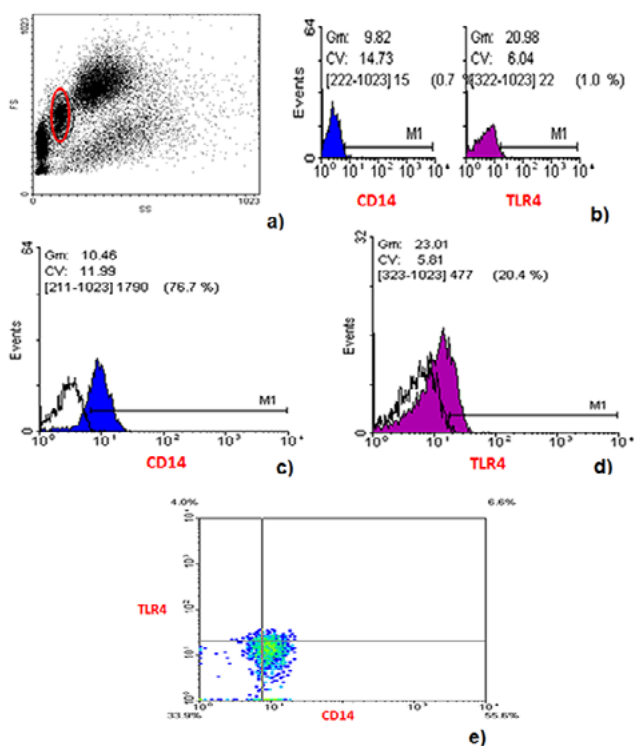 1023
FS
0
0
SS
1023
a)
64
Events
0
Gm: 9.82
CV: 14.73
[222-1023] 15 (0.7 %
M1
10⁰ 10¹ 10² 10³ 10⁴
CD14
Gm: 20.98
CV: 6.04
[322-1023] 22 (1.0 %)
M1
10⁰ 10¹ 10² 10³ 10⁴
TLR4
b)
64
Events
0
Gm: 10.46
CV: 11.99
[211-1023] 1790 (76.7 %)
M1
10⁰ 10¹ 10² 10³ 10⁴
CD14
c)
32
Events
0
Gm: 23.01
CV: 5.81
[323-1023] 477 (20.4 %)
M1
10⁰ 10¹ 10² 10³ 10⁴
TLR4
d)
4.0% 6.6%
10⁴
10³
10²
TLR4
10¹
10⁰
10⁰ 10¹ 10² 10³ 10⁴
33.9% CD14 55.6%
e)